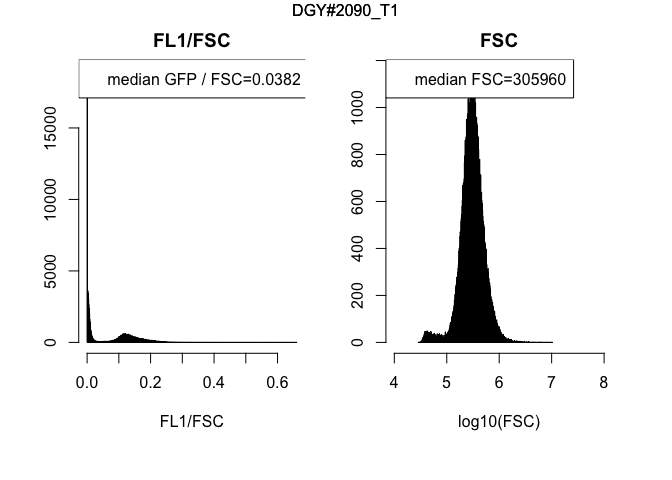 DGY#2090_T1
FL1/FSC
FSC
median GFP / FSC=0.0382
median FSC=305960
15000
10000
5000
0
1000
800
600
400
200
0
0.0 0.2 0.4 0.6
4 5 6 7 8
FL1/FSC
log10(FSC)